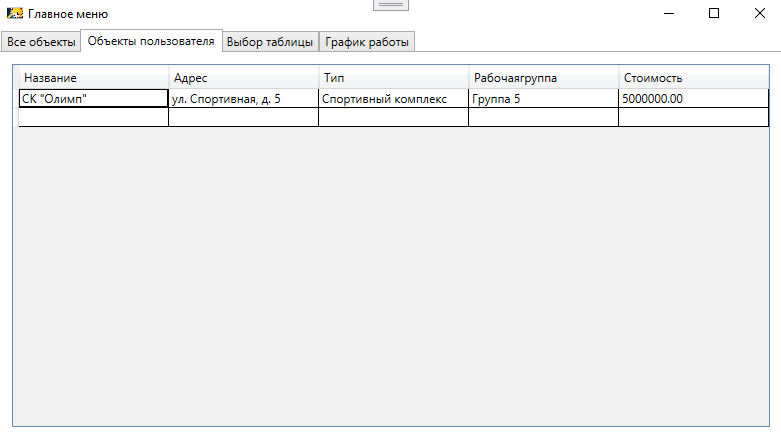 Главное меню
Все объекты Объекты пользователя Выбор таблицы График работы
Название Адрес Тип Рабочаягруппа Стоимость
СК "Олимп" ул. Спортивная, д. 5 Спортивный комплекс Группа 5 5000000.00